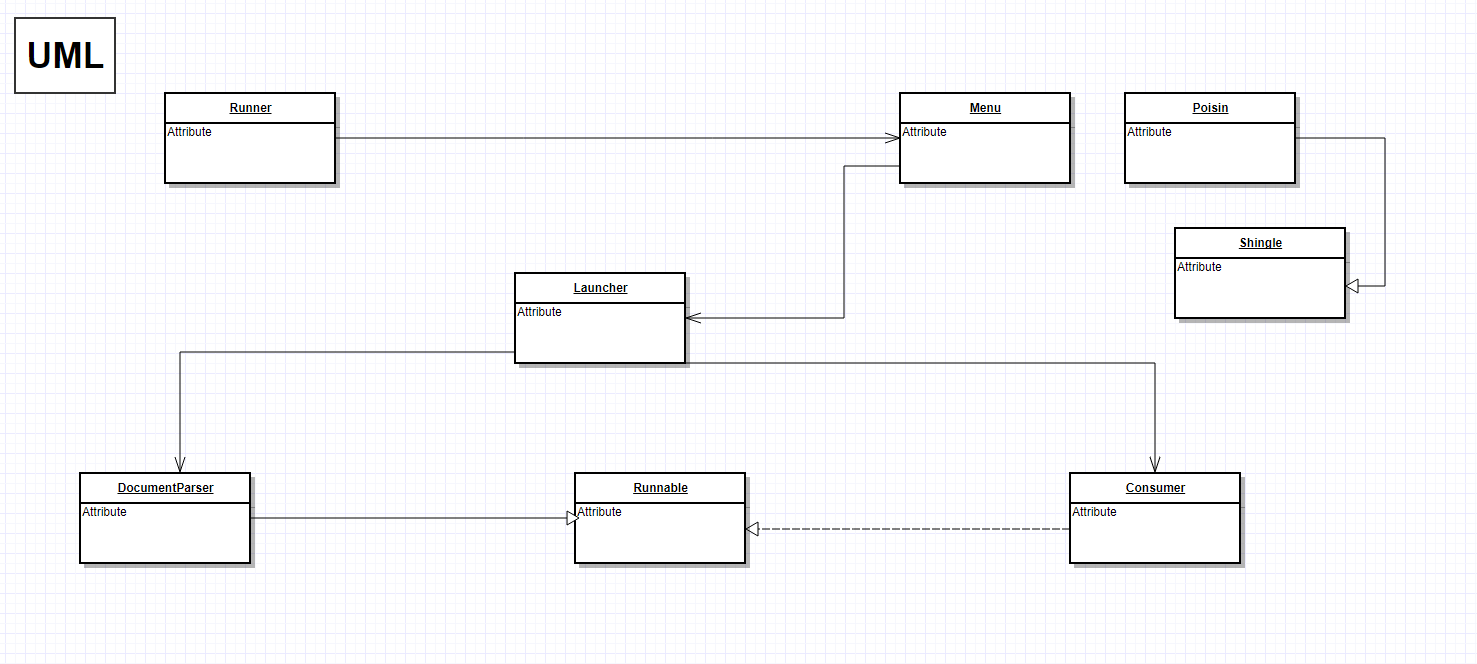 UML
Runner
Attribute
Menu
Attribute
Poisin
Attribute
Shingle
Attribute
Launcher
Attribute
DocumentParser
Attribute
Runnable
Attribute
Consumer
Attribute